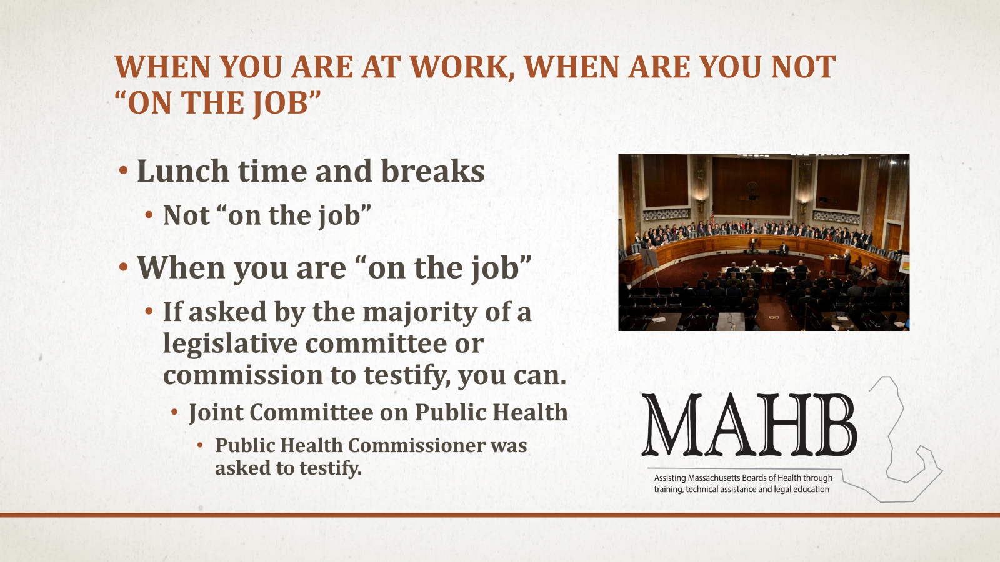 WHEN YOU ARE AT WORK, WHEN ARE YOU NOT
“ON THE JOB”
• Lunch time and breaks
• Not “on the job”
• When you are “on the job”
• If asked by the majority of a
legislative committee or
commission to testify, you can.
• Joint Committee on Public Health
• Public Health Commissioner was
asked to testify.
MAHB
Assisting Massachusetts Boards of Health through
training, technical assistance and legal education